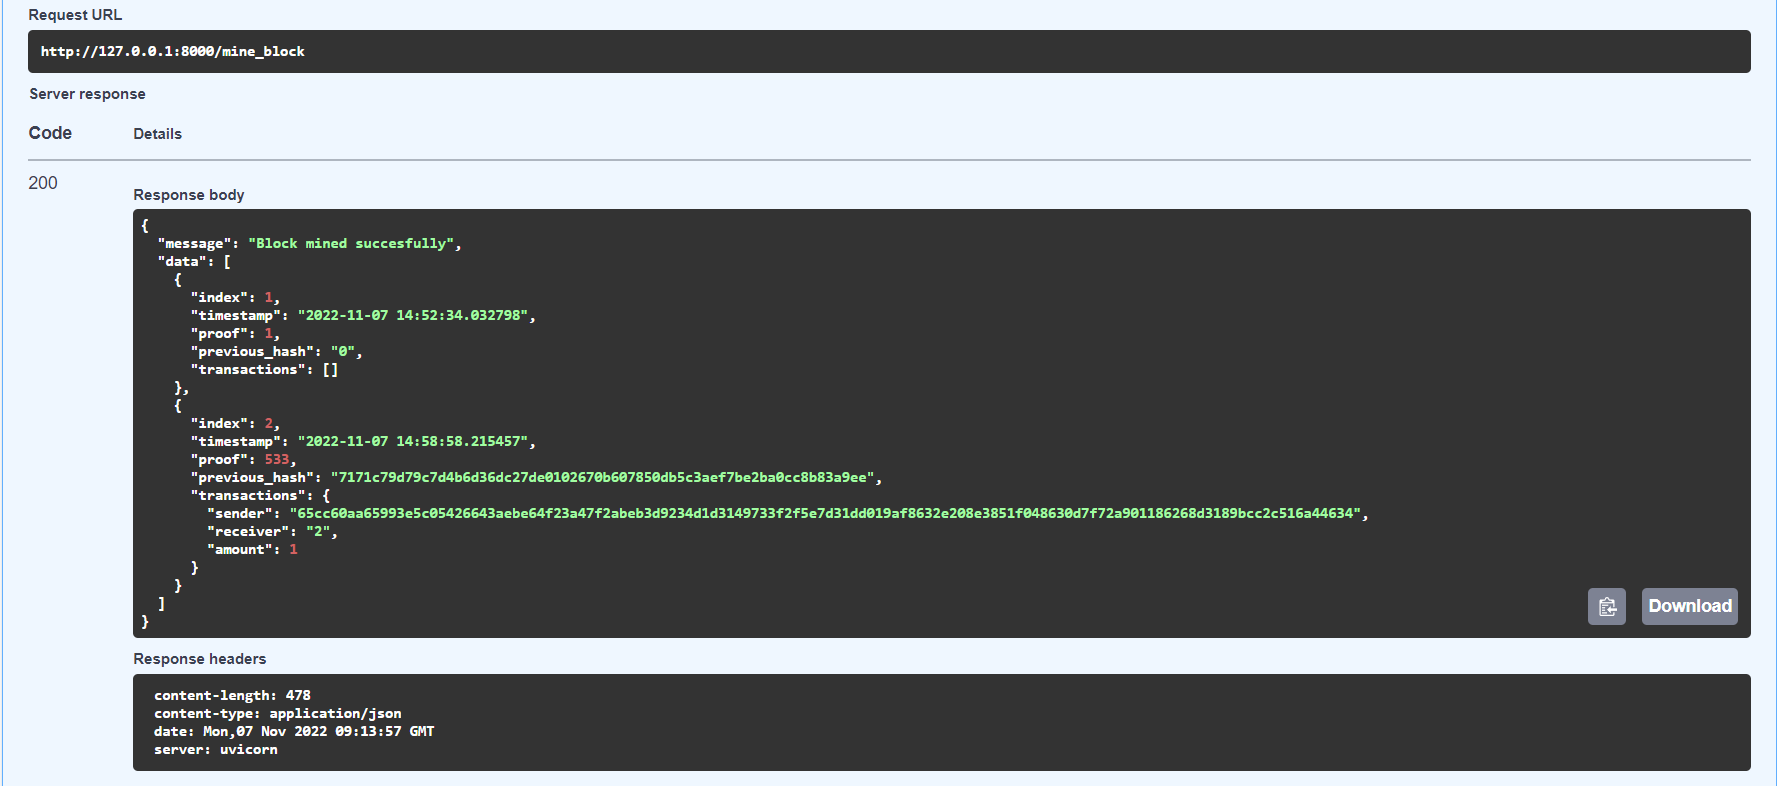 Request URL
http://127.0.0.1:8000/mine_block
Server response
Code Details
200
Response body
{
  "message": "Block mined succesfully",
  "data": [
    {
      "index": 1,
      "timestamp": "2022-11-07 14:52:34.032798",
      "proof": 1,
      "previous_hash": "0",
      "transactions": []
    },
    {
      "index": 2,
      "timestamp": "2022-11-07 14:58:58.215457",
      "proof": 533,
      "previous_hash": "7171c79d79c7d4b6d36dc27de0102670b607850db5c3aef7be2ba0cc8b83a9ee",
      "transactions": {
        "sender": "65cc60aa65993e5c05426643aebe64f23a47f2abeb3d9234d1d3149733f2f5e7d31dd019af8632e208e3851f048630d7f72a901186268d3189bcc2c516a44634",
        "receiver": "2",
        "amount": 1
      }
    }
  ]
}
Download
Response headers
content-length: 478
content-type: application/json
date: Mon,07 Nov 2022 09:13:57 GMT
server: uvicorn